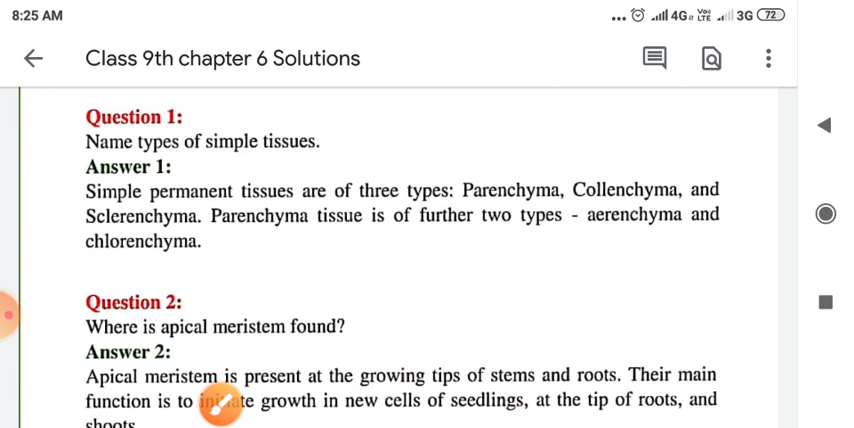 8:25 AM ... 4G Vo) LTE 3G 72
Class 9th chapter 6 Solutions
Question 1:
Name types of simple tissues.
Answer 1:
Simple permanent tissues are of three types: Parenchyma, Collenchyma, and
Sclerenchyma. Parenchyma tissue is of further two types - aerenchyma and
chlorenchyma.
Question 2:
Where is apical meristem found?
Answer 2:
Apical meristem is present at the growing tips of stems and roots. Their main
function is to initiate growth in new cells of seedlings, at the tip of roots, and
shoots